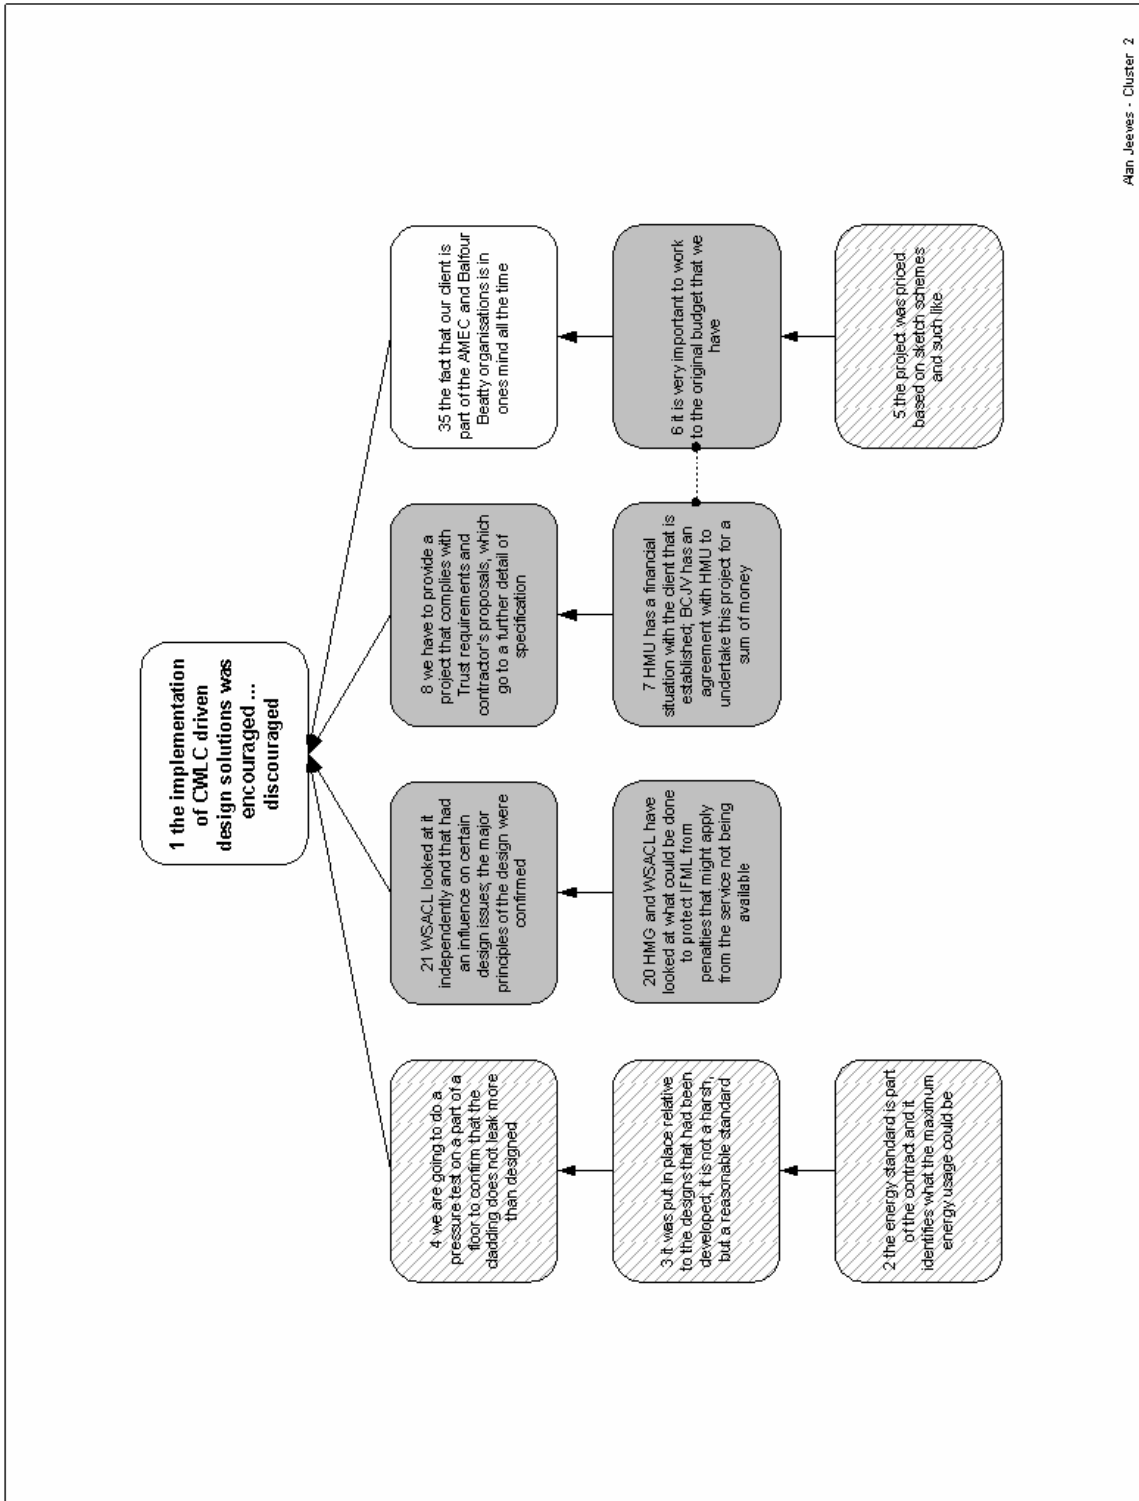 1 the implementation
of CWLC driven
design solutions was
encouraged ...
discouraged
4 we are going to do a
pressure test on a part of a
floor to confirm that the
cladding does not leak more
than designed
21 WSACL looked at it
independently and that had
an influence on certain
design issues; the major
principles of the design were
confirmed
8 we have to provide a
project that complies with
Trust requirements and
contractor's proposals, which
go to a further detail of
specification
35 the fact that our client is
part of the AMEC and Balfour
Beatty organisations is in
ones mind all the time
3 it was put in place relative
to the designs that had been
developed; it is not a harsh,
but a reasonable standard
20 HMG and WSACL have
looked at what could be done
to protect IFML from
penalties that might apply
from the service not being
available
7 HMU has a financial
situation with the client that is
established; BCJV has an
agreement with HMU to
undertake this project for a
sum of money
6 it is very important to work
to the original budget that we
have
2 the energy standard is part
of the contract and it
identifies what the maximum
energy usage could be
5 the project was priced
based on sketch schemes
and such like
Alan Jeeves - Cluster 2